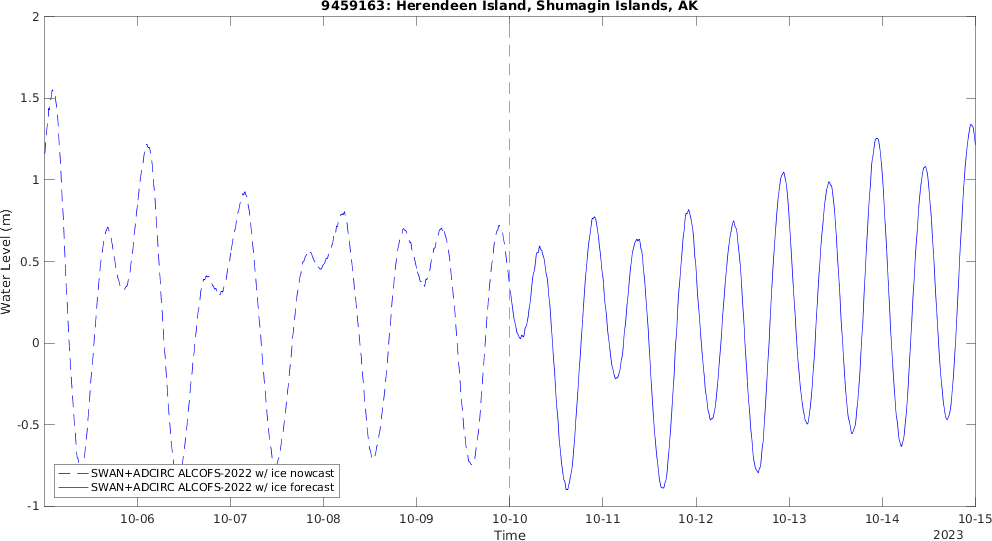 9459163: Herendeen Island, Shumagin Islands, AK
2
1.5
1
0.5
0
-0.5
-1
Water Level (m)
SWAN+ADCIRC ALCOFS-2022 w/ ice nowcast
SWAN+ADCIRC ALCOFS-2022 w/ ice forecast
10-06 10-07 10-08 10-09 10-10 10-11 10-12 10-13 10-14 10-15
Time
2023